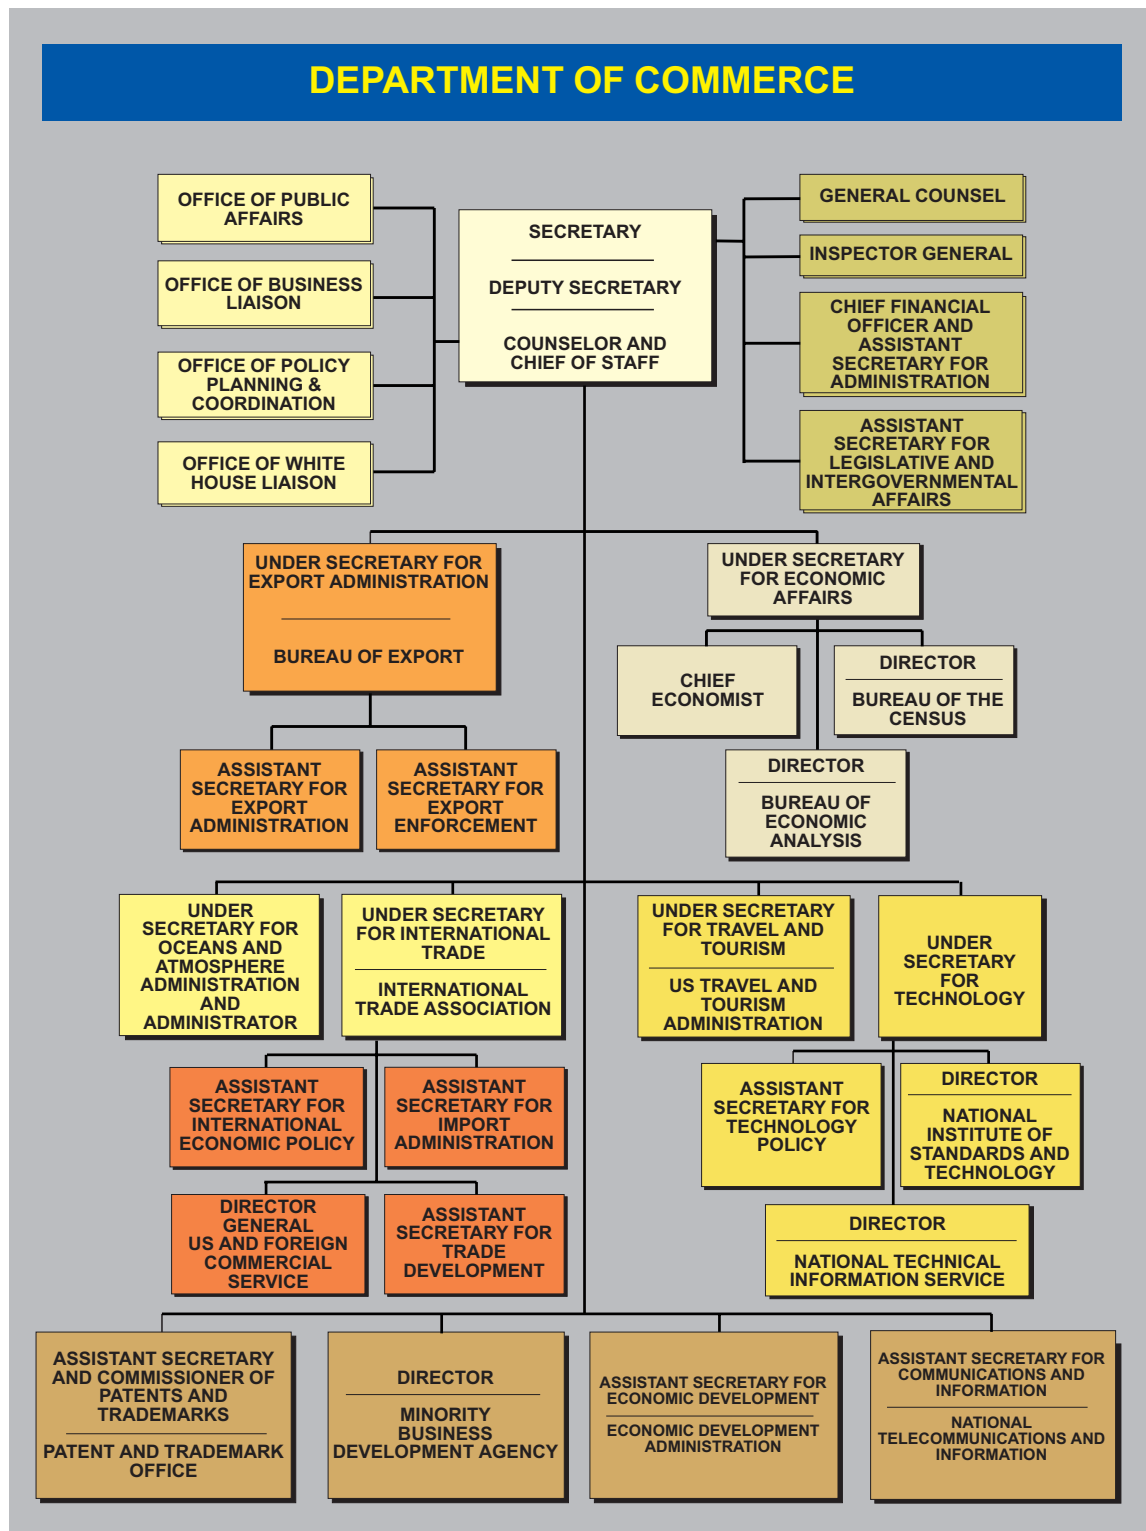 DEPARTMENT OF COMMERCE
OFFICE OF PUBLIC
AFFAIRS
OFFICE OF BUSINESS
LIAISON
OFFICE OF POLICY
PLANNING &
COORDINATION
OFFICE OF WHITE
HOUSE LIAISON
SECRETARY
DEPUTY SECRETARY
COUNSELOR AND
CHIEF OF STAFF
GENERAL COUNSEL
INSPECTOR GENERAL
CHIEF FINANCIAL
OFFICER AND
ASSISTANT
SECRETARY FOR
ADMINISTRATION
ASSISTANT
SECRETARY FOR
LEGISLATIVE AND
INTERGOVERNMENTAL
AFFAIRS
UNDER SECRETARY FOR
EXPORT ADMINISTRATION
BUREAU OF EXPORT
UNDER SECRETARY
FOR ECONOMIC
AFFAIRS
CHIEF
ECONOMIST
DIRECTOR
BUREAU OF THE
CENSUS
ASSISTANT
SECRETARY FOR
EXPORT
ADMINISTRATION
ASSISTANT
SECRETARY FOR
EXPORT
ENFORCEMENT
DIRECTOR
BUREAU OF
ECONOMIC
ANALYSIS
UNDER
SECRETARY FOR
OCEANS AND
ATMOSPHERE
ADMINISTRATION
AND
ADMINISTRATOR
UNDER SECRETARY
FOR INTERNATIONAL
TRADE
INTERNATIONAL
TRADE ASSOCIATION
UNDER SECRETARY
FOR TRAVEL AND
TOURISM
US TRAVEL AND
TOURISM
ADMINISTRATION
UNDER
SECRETARY
FOR
TECHNOLOGY
ASSISTANT
SECRETARY FOR
INTERNATIONAL
ECONOMIC POLICY
ASSISTANT
SECRETARY FOR
IMPORT
ADMINISTRATION
ASSISTANT
SECRETARY FOR
TECHNOLOGY
POLICY
DIRECTOR
NATIONAL
INSTITUTE OF
STANDARDS AND
TECHNOLOGY
DIRECTOR
GENERAL
US AND FOREIGN
COMMERCIAL
SERVICE
ASSISTANT
SECRETARY FOR
TRADE
DEVELOPMENT
DIRECTOR
NATIONAL TECHNICAL
INFORMATION SERVICE
ASSISTANT SECRETARY
AND COMMISSIONER OF
PATENTS AND
TRADEMARKS
PATENT AND TRADEMARK
OFFICE
DIRECTOR
MINORITY
BUSINESS
DEVELOPMENT AGENCY
ASSISTANT SECRETARY FOR
ECONOMIC DEVELOPMENT
ECONOMIC DEVELOPMENT
ADMINISTRATION
ASSISTANT SECRETARY FOR
COMMUNICATIONS AND
INFORMATION
NATIONAL
TELECOMMUNICATIONS AND
INFORMATION